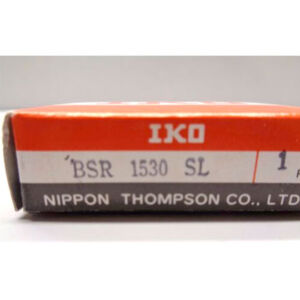 IKO
BSR 1530 SL 1
NIPPON THOMPSON CO., LTD